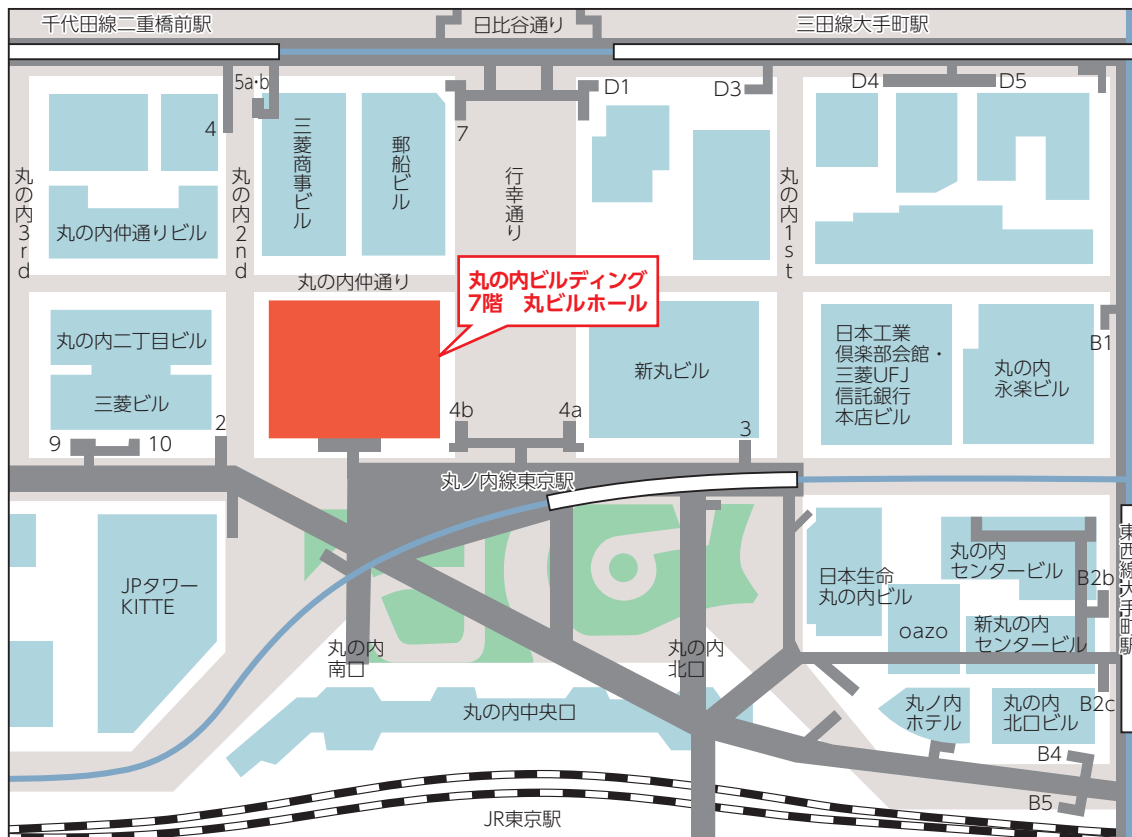 千代田線二重橋前駅
日比谷通り
三田線大手町駅
5a･b
4
7
D1
D3
D4
D5
三菱商事ビル
郵船ビル
行幸通り
丸の内3rd
丸の内2nd
丸の内1st
丸の内仲通りビル
丸の内仲通り
丸の内ビルディング
7階　丸ビルホール
丸の内二丁目ビル
三菱ビル
新丸ビル
日本工業
倶楽部会館・
三菱UFJ
信託銀行
本店ビル
丸の内
永楽ビル
B1
9
10
2
4b
4a
3
丸ノ内線東京駅
JPタワー
KITTE
日本生命
丸の内ビル
丸の内
センタービル
B2b
東西線大手町駅
oazo
新丸の内
センタービル
丸の内
南口
丸の内
北口
丸の内中央口
丸ノ内
ホテル
丸の内
北口ビル
B2c
B4
B5
JR東京駅